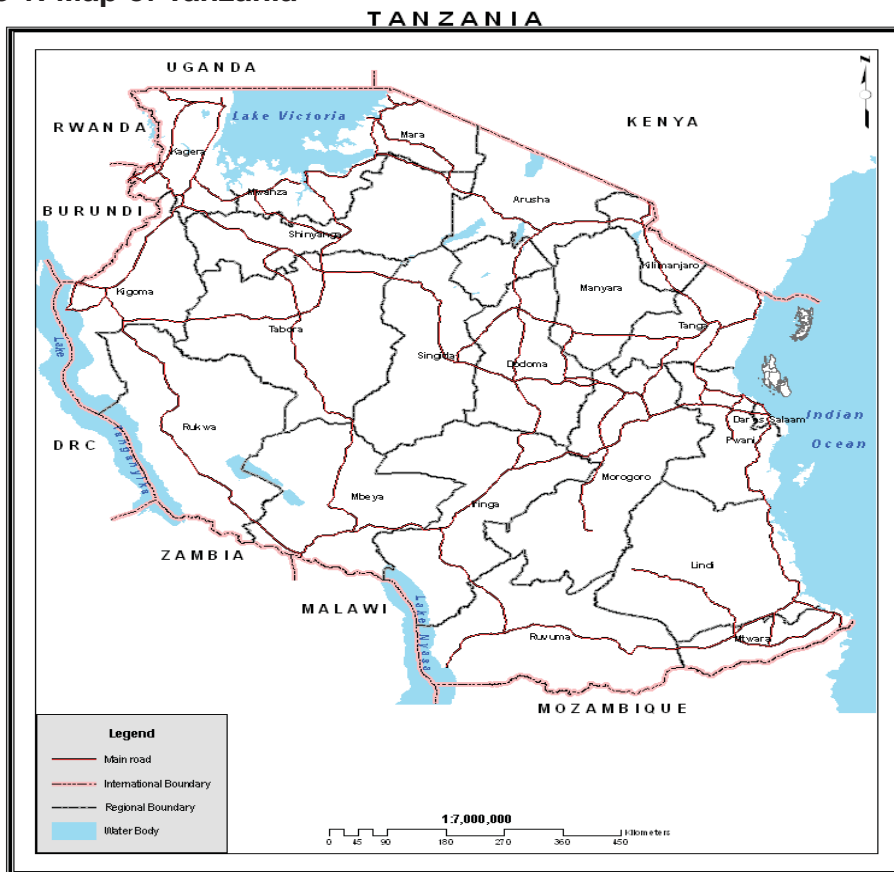 TANZANIA
UGANDA
Lake Victoria
RWANDA
KENYA
Mara
Kagera
Mwanza
Arusha
BURUNDI
Shinyanga
Kilimanjaro
Kigoma
Manyara
Tabora
Tanga
Singida
Dodoma
Lake Tanganyika
Indian
Ocean
Dar es Salaam
Rukwa
DRC
Pwani
Morogoro
Mbeya
Iringa
ZAMBIA
Lindi
MALAWI
Lake Nyasa
Ruvuma
Mtwara
MOZAMBIQUE
Legend
Main road
International Boundary
Regional Boundary
Water Body
1:7,000,000
Kilometers
0 45 90 180 270 360 450
N